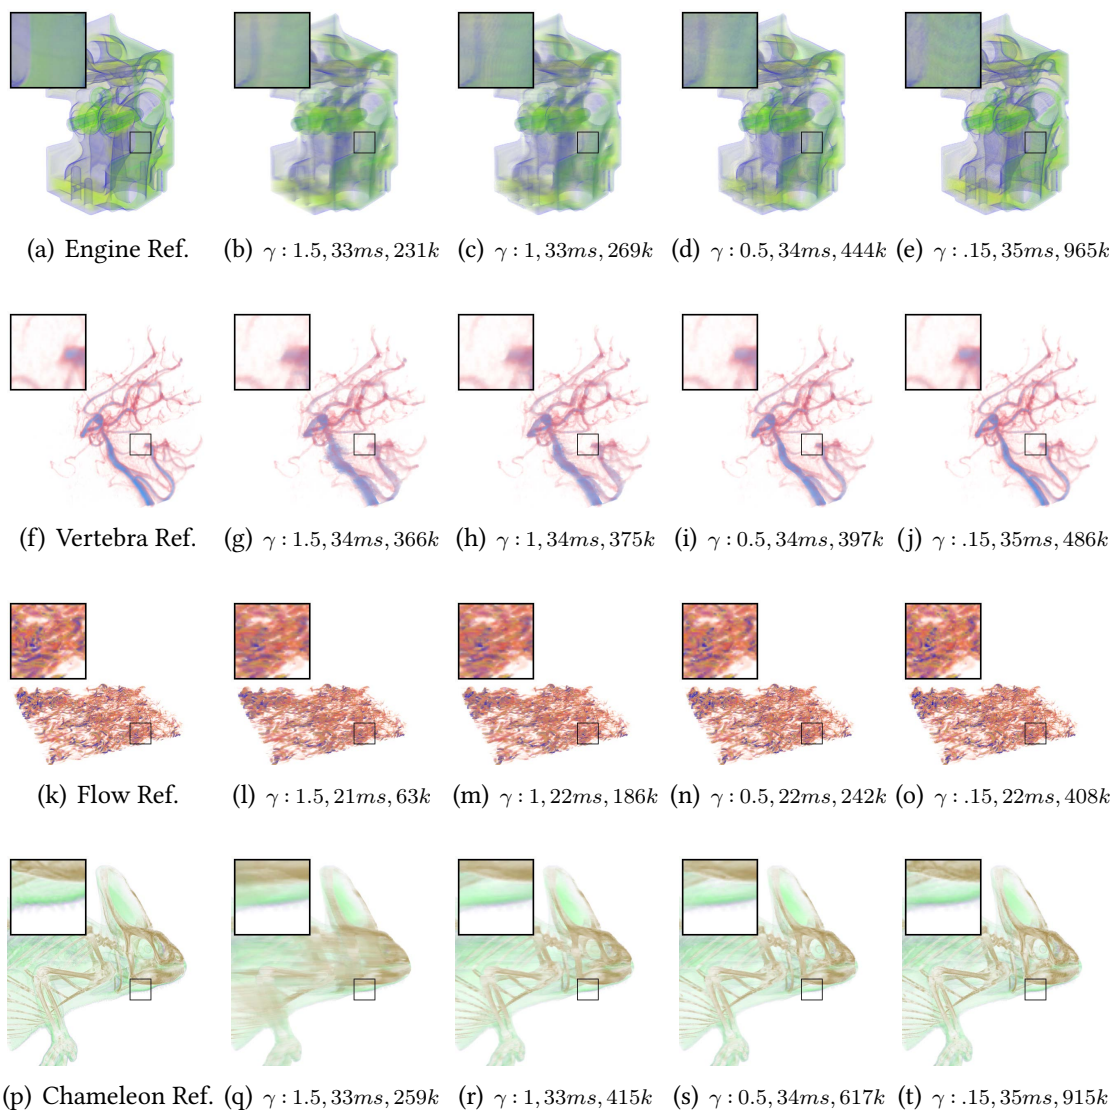 (a) Engine Ref. (b) γ : 1.5, 33ms, 231k (c) γ : 1, 33ms, 269k (d) γ : 0.5, 34ms, 444k (e) γ : .15, 35ms, 965k
(f) Vertebra Ref. (g) γ : 1.5, 34ms, 366k (h) γ : 1, 34ms, 375k (i) γ : 0.5, 34ms, 397k (j) γ : .15, 35ms, 486k
(k) Flow Ref. (l) γ : 1.5, 21ms, 63k (m) γ : 1, 22ms, 186k (n) γ : 0.5, 22ms, 242k (o) γ : .15, 22ms, 408k
(p) Chameleon Ref. (q) γ : 1.5, 33ms, 259k (r) γ : 1, 33ms, 415k (s) γ : 0.5, 34ms, 617k (t) γ : .15, 35ms, 915k